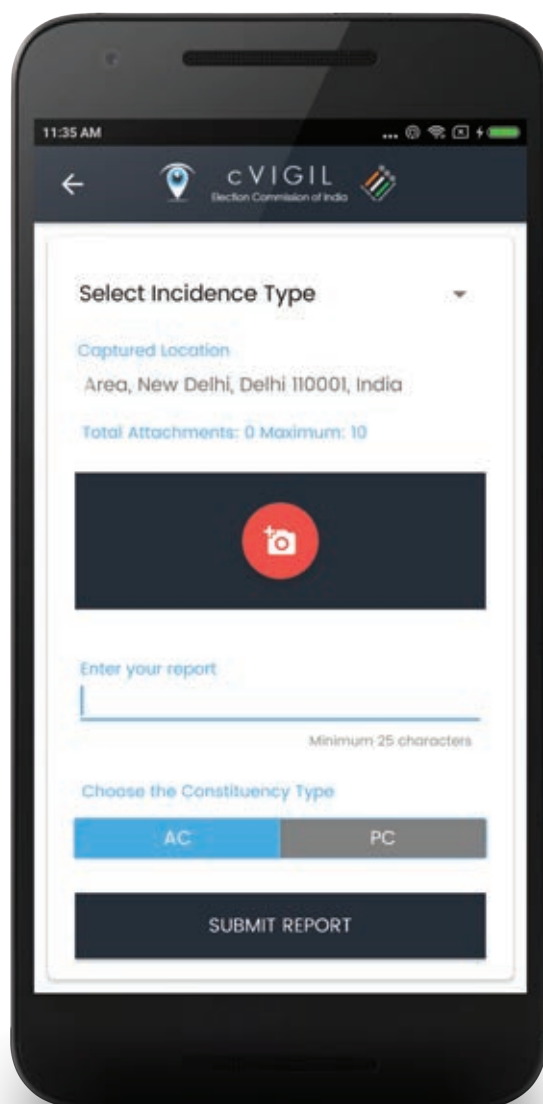 11:35 AM
cVIGIL
Election Commission of India
Select Incidence Type
Captured Location
Area, New Delhi, Delhi 110001, India
Total Attachments: 0 Maximum: 10
Enter your report
Minimum 25 characters
Choose the Constituency Type
AC PC
SUBMIT REPORT